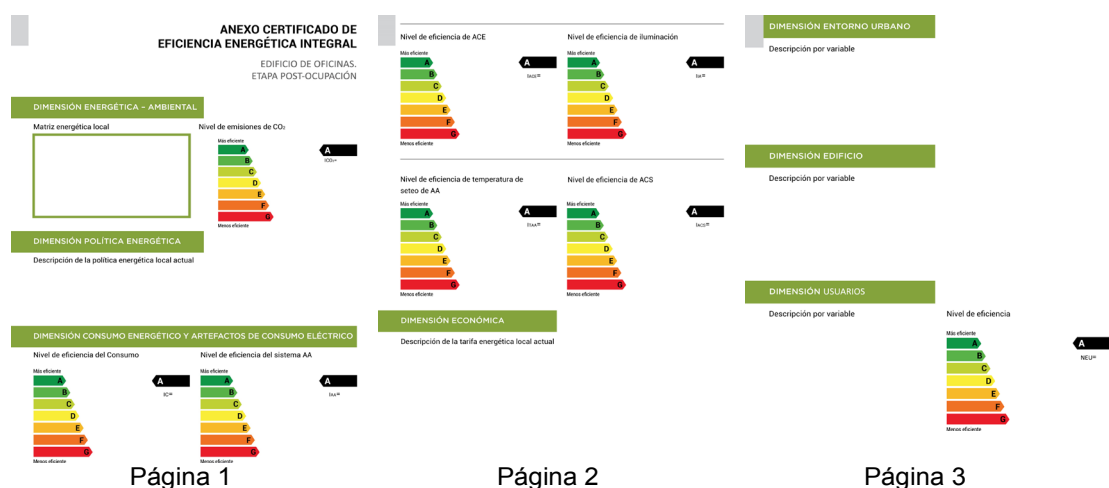 ANEXO CERTIFICADO DE
EFICIENCIA ENERGÉTICA INTEGRAL
EDIFICIO DE OFICINAS.
ETAPA POST-OCUPACIÓN
DIMENSIÓN ENERGÉTICA – AMBIENTAL
Matriz energética local
Nivel de emisiones de CO₂
Más eficiente
A
B
C
D
E
F
G
Menos eficiente
A
ICO₂=
DIMENSIÓN POLÍTICA ENERGÉTICA
Descripción de la política energética local actual
DIMENSIÓN CONSUMO ENERGÉTICO Y ARTEFACTOS DE CONSUMO ELÉCTRICO
Nivel de eficiencia del Consumo
Más eficiente
A
B
C
D
E
F
G
Menos eficiente
A
IC=
Nivel de eficiencia del sistema AA
Más eficiente
A
B
C
D
E
F
G
Menos eficiente
A
IAA=
Página 1
Nivel de eficiencia de ACE
Más eficiente
A
B
C
D
E
F
G
Menos eficiente
A
IACE=
Nivel de eficiencia de iluminación
Más eficiente
A
B
C
D
E
F
G
Menos eficiente
A
Nivel de eficiencia de temperatura de
seteo de AA
Más eficiente
A
B
C
D
E
F
G
Menos eficiente
A
Nivel de eficiencia de ACS
Más eficiente
A
B
C
D
E
F
G
Menos eficiente
A
IACS=
DIMENSIÓN ECONÓMICA
Descripción de la tarifa energética local actual
Página 2
DIMENSIÓN ENTORNO URBANO
Descripción por variable
DIMENSIÓN EDIFICIO
Descripción por variable
DIMENSIÓN USUARIOS
Descripción por variable
Nivel de eficiencia
Más eficiente
A
B
C
D
E
F
G
Menos eficiente
A
NEU=
Página 3